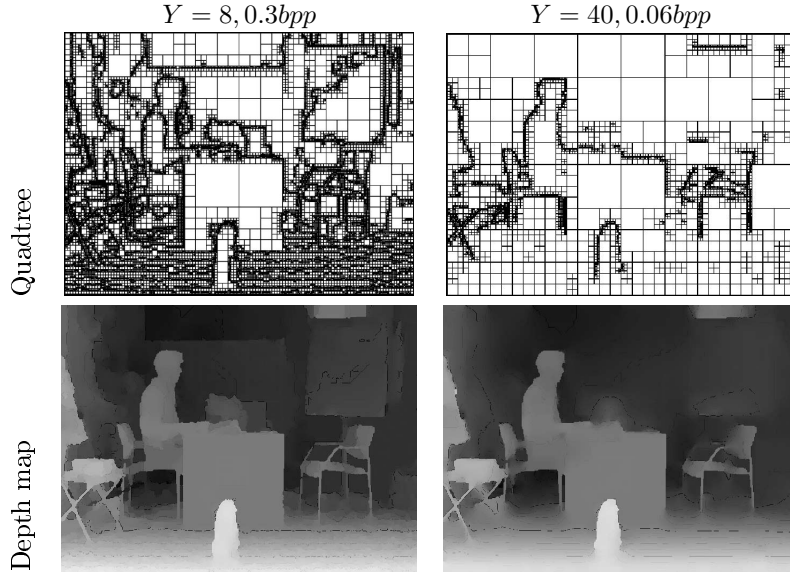 Y = 8, 0.3bpp
Y = 40, 0.06bpp
Quadtree
Depth map